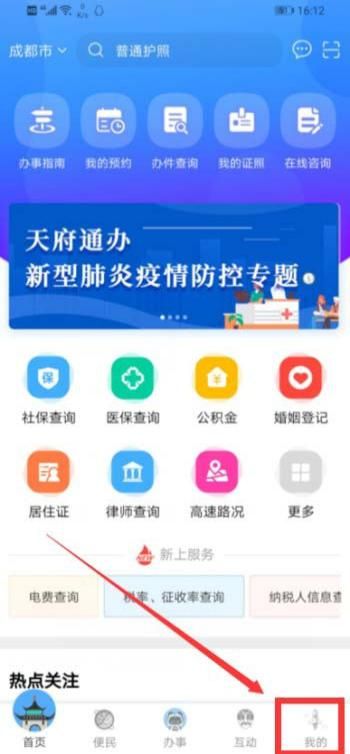 HD 4G 0 K/s 16:12
成都市 普通护照
办事指南 我的预约 办件查询 我的证照 在线咨询
天府通办
新型肺炎疫情防控专题
社保查询 医保查询 公积金 婚姻登记
居住证 律师查询 高速路况 更多
新上服务
电费查询 税率、征收率查询 纳税人信息查
热点关注
首页 便民 办事 互动 我的